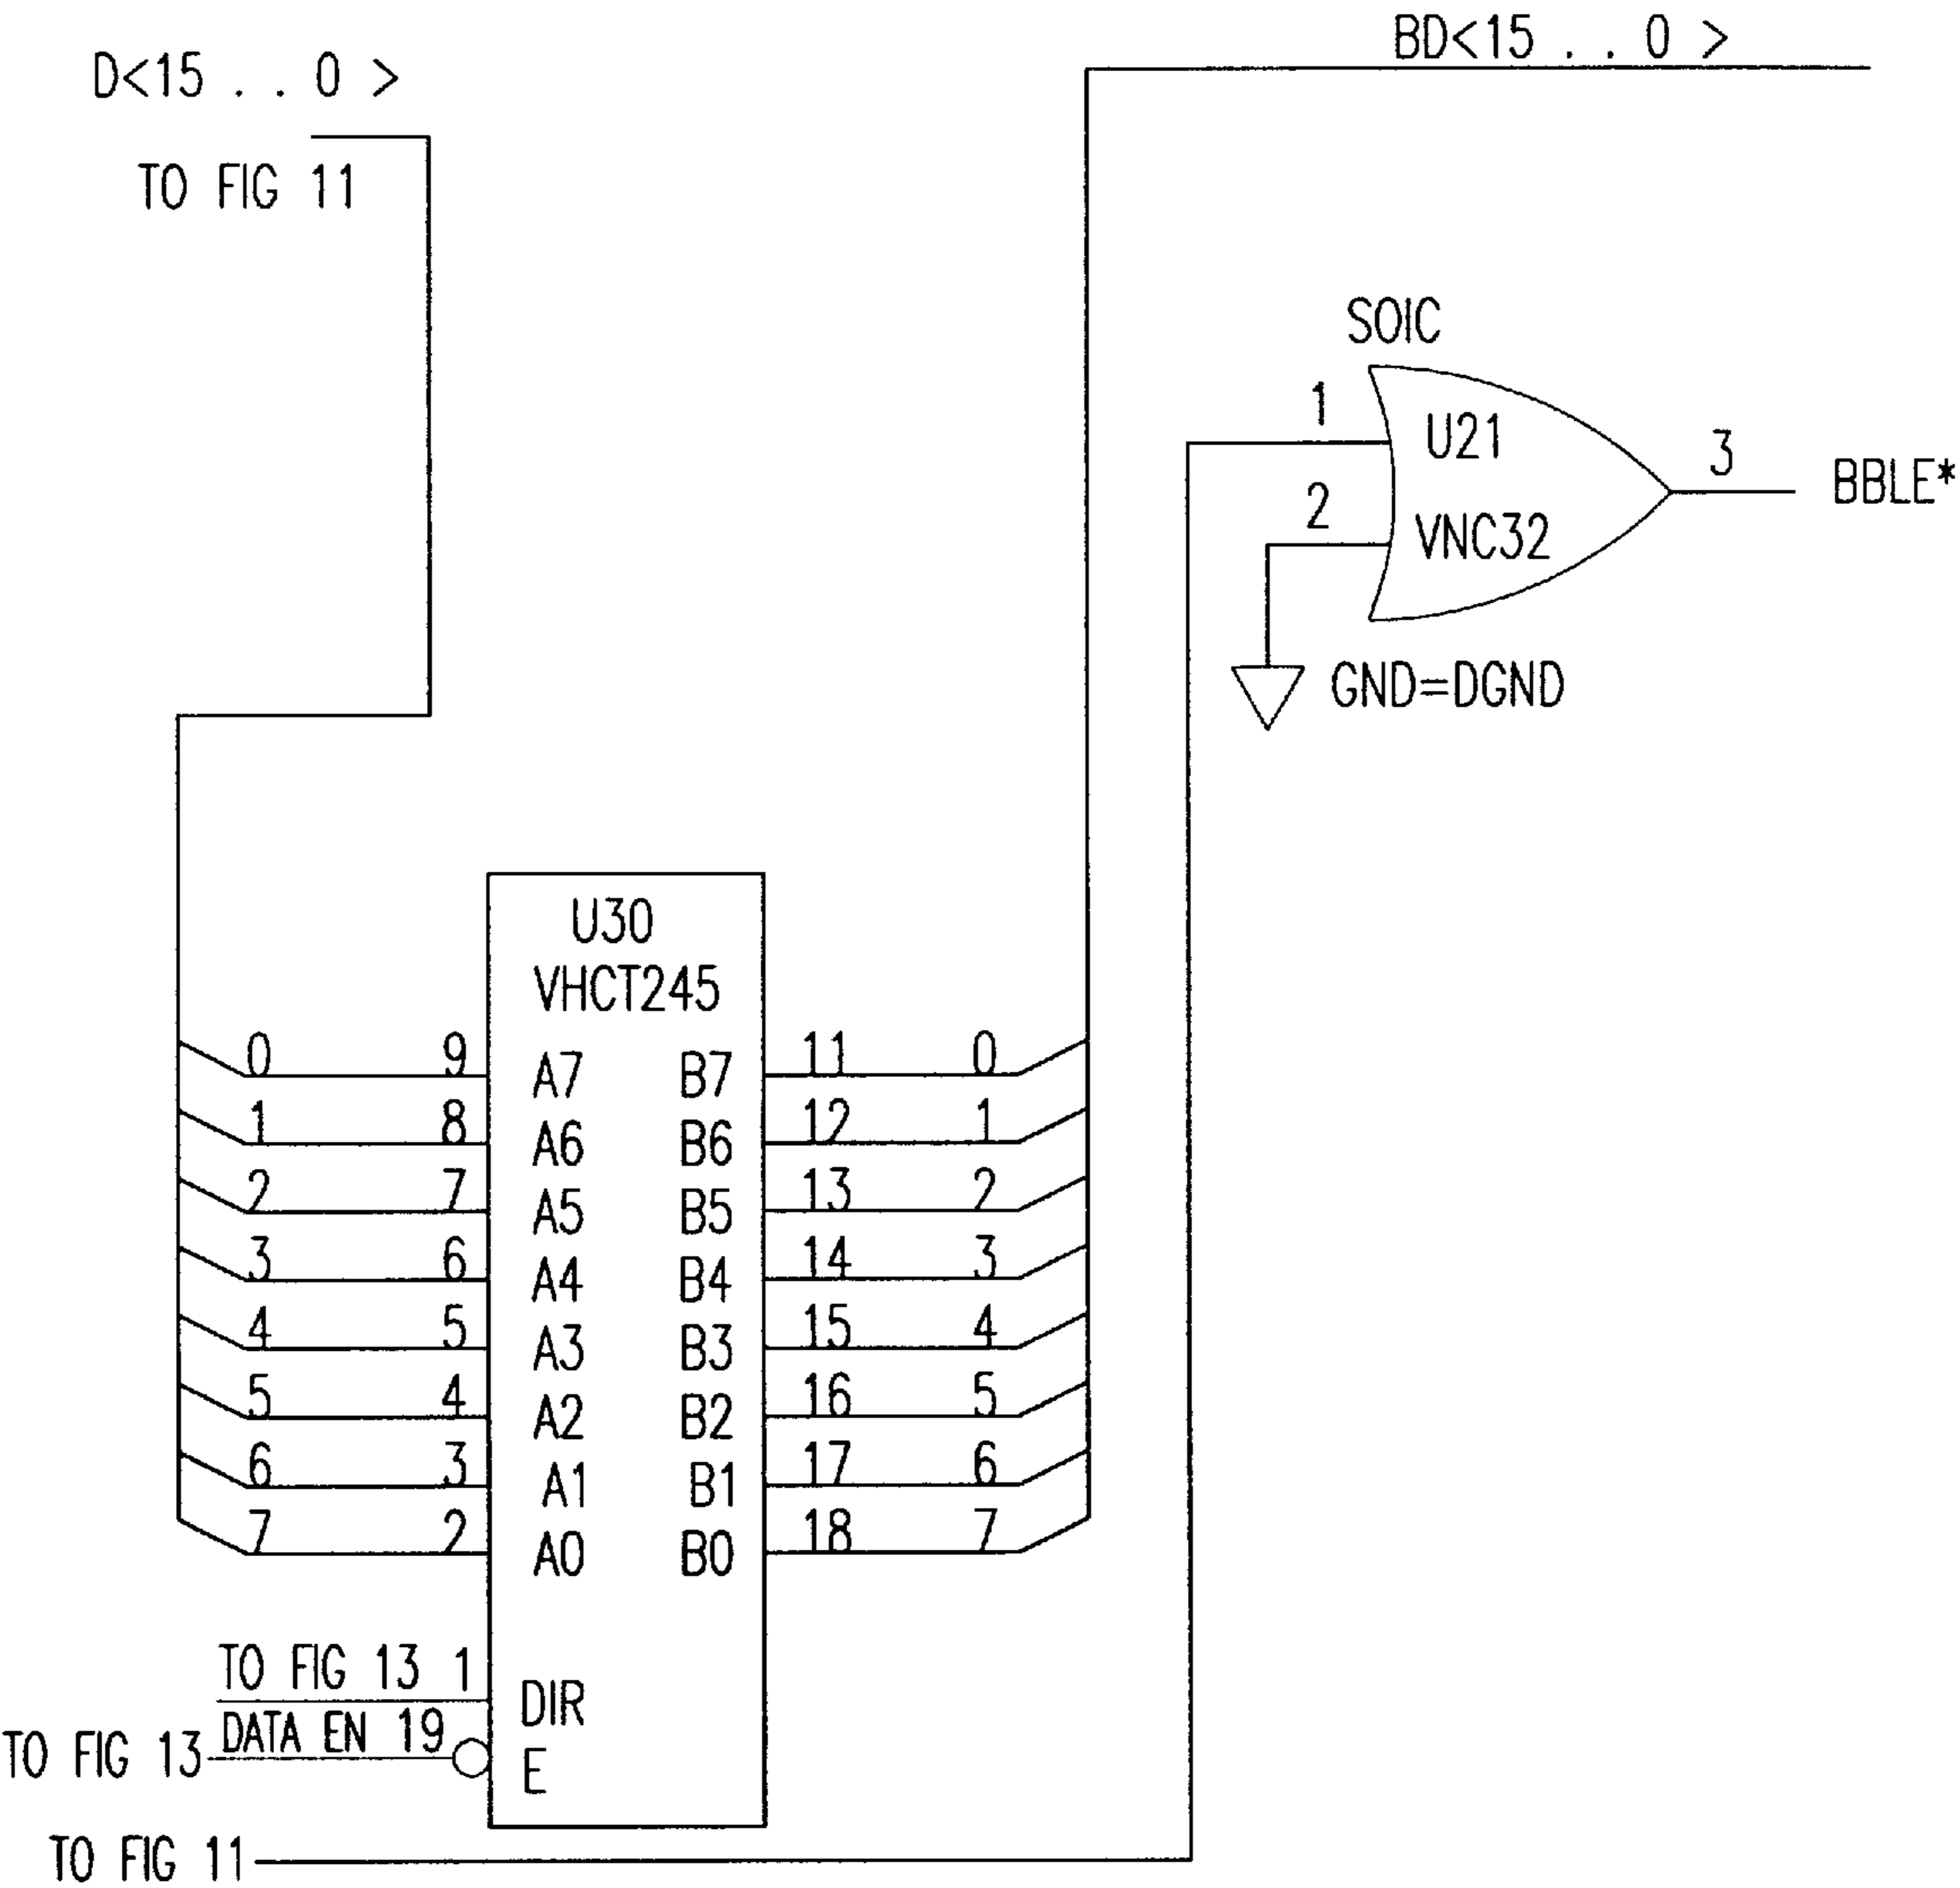 BD<15 . . 0 >
D<15 . . 0 >
TO FIG 11
SOIC
1
U21
3
BBLE*
2
VNC32
GND=DGND
U30
VHCT245
0 9 A7 B7 11 0
1 8 A6 B6 12 1
2 7 A5 B5 13 2
3 6 A4 B4 14 3
4 5 A3 B3 15 4
5 4 A2 B2 16 5
6 3 A1 B1 17 6
7 2 A0 B0 18 7
TO FIG 13 1 DIR
TO FIG 13 DATA EN 19 E
TO FIG 11